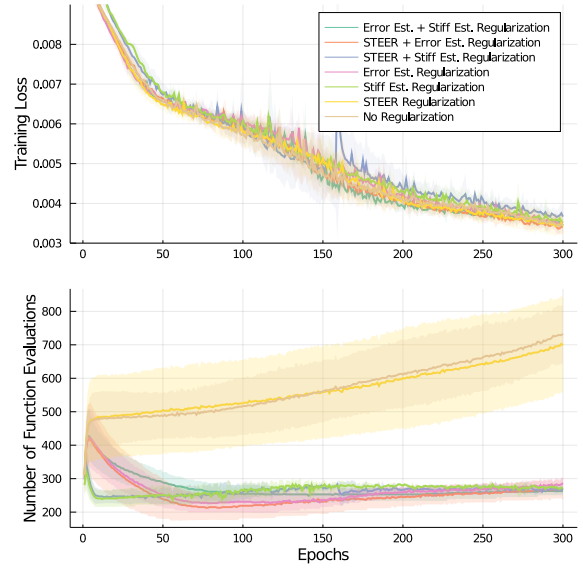 Error Est. + Stiff Est. Regularization
STEER + Error Est. Regularization
STEER + Stiff Est. Regularization
Error Est. Regularization
Stiff Est. Regularization
STEER Regularization
No Regularization
Training Loss
0.008
0.007
0.006
0.005
0.004
0.003
0 50 100 150 200 250 300
Number of Function Evaluations
800
700
600
500
400
300
200
0 50 100 150 200 250 300
Epochs